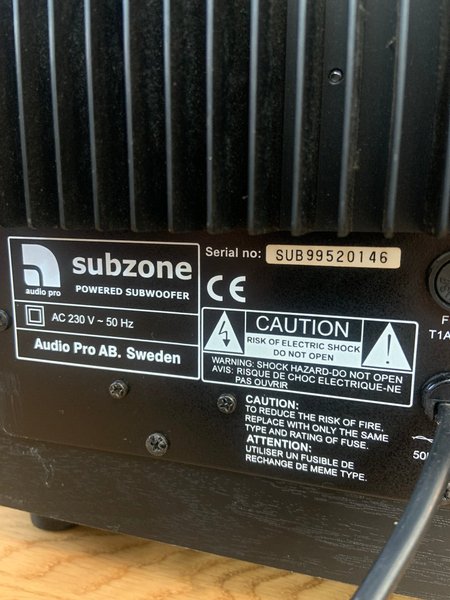 subzone
audio pro
POWERED SUBWOOFER
AC 230 V ~ 50 Hz
Audio Pro AB. Sweden
Serial no: SUB99520146
CE
CAUTION
RISK OF ELECTRIC SHOCK
DO NOT OPEN
WARNING: SHOCK HAZARD-DO NOT OPEN
AVIS: RISQUE DE CHOC ELECTRIQUE-NE
PAS OUVRIR
CAUTION:
TO REDUCE THE RISK OF FIRE,
REPLACE WITH ONLY THE SAME
TYPE AND RATING OF FUSE.
ATTENTION:
UTILISER UN FUSIBLE DE
RECHANGE DE MEME TYPE.
F
T1A
50